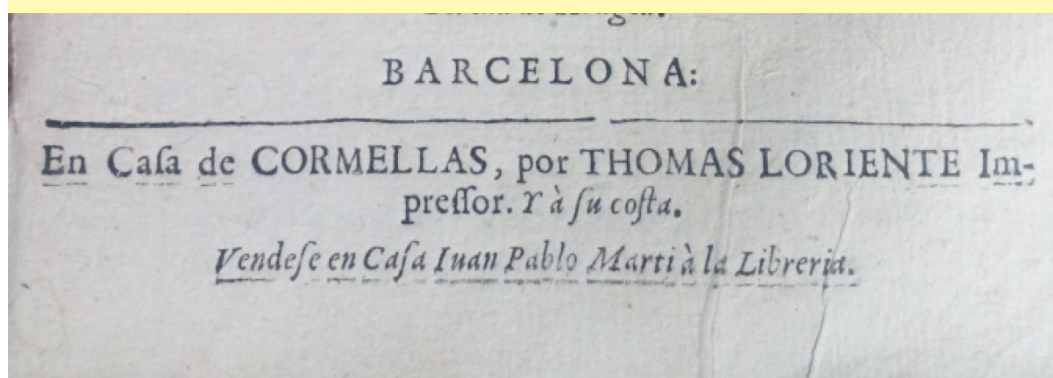 BARCELONA:
En Caſa de CORMELLAS, por THOMAS LORIENTE Im-
preſſor. Y à ſu coſta.
Vendeſe en Caſa Iuan Pablo Marti à la Libreria.